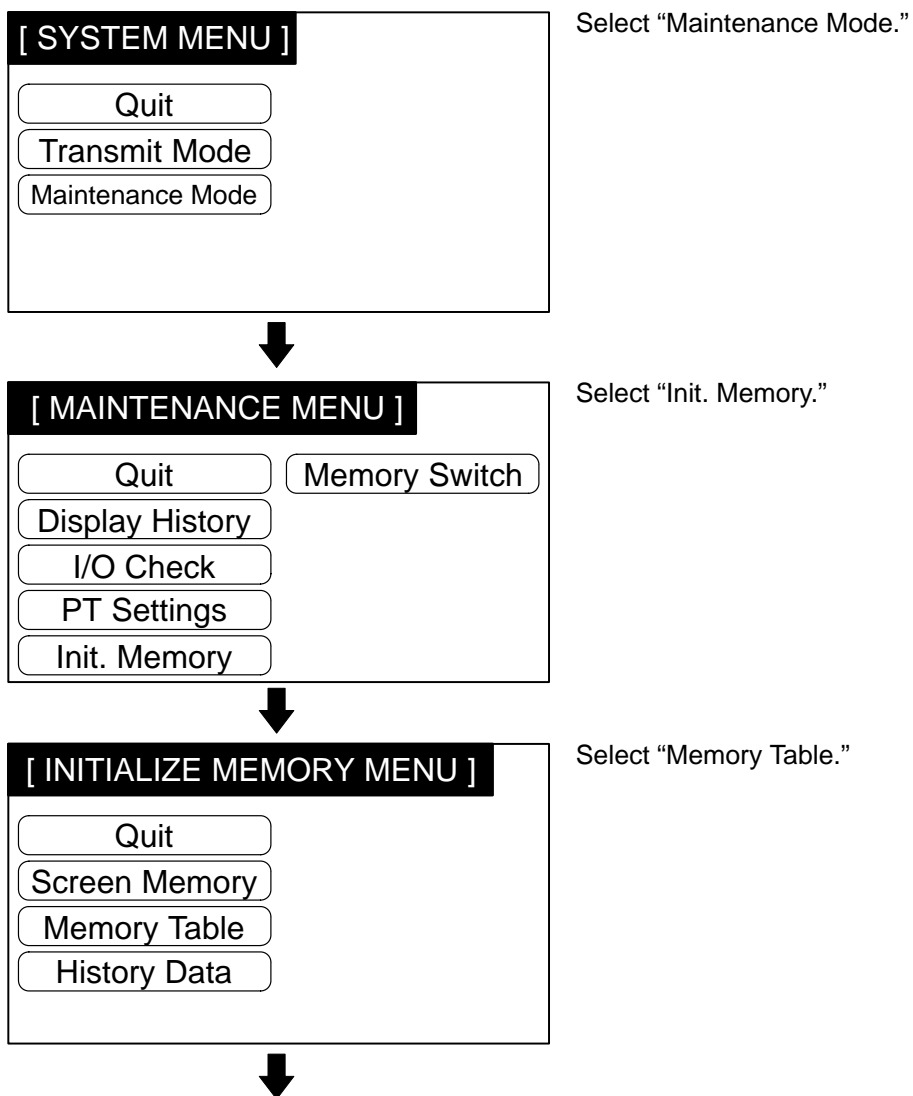 [ SYSTEM MENU ]
Select “Maintenance Mode.”
Quit
Transmit Mode
Maintenance Mode
[ MAINTENANCE MENU ]
Select “Init. Memory.”
Quit
Memory Switch
Display History
I/O Check
PT Settings
Init. Memory
[ INITIALIZE MEMORY MENU ]
Select “Memory Table.”
Quit
Screen Memory
Memory Table
History Data